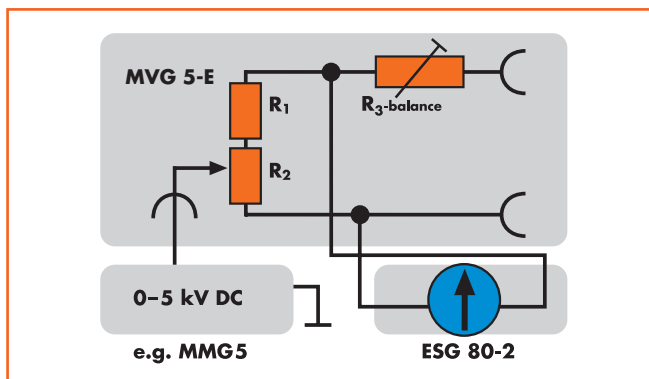 MVG 5-E
R1
R3-balance
R2
0–5 kV DC
e.g. MMG5
ESG 80-2